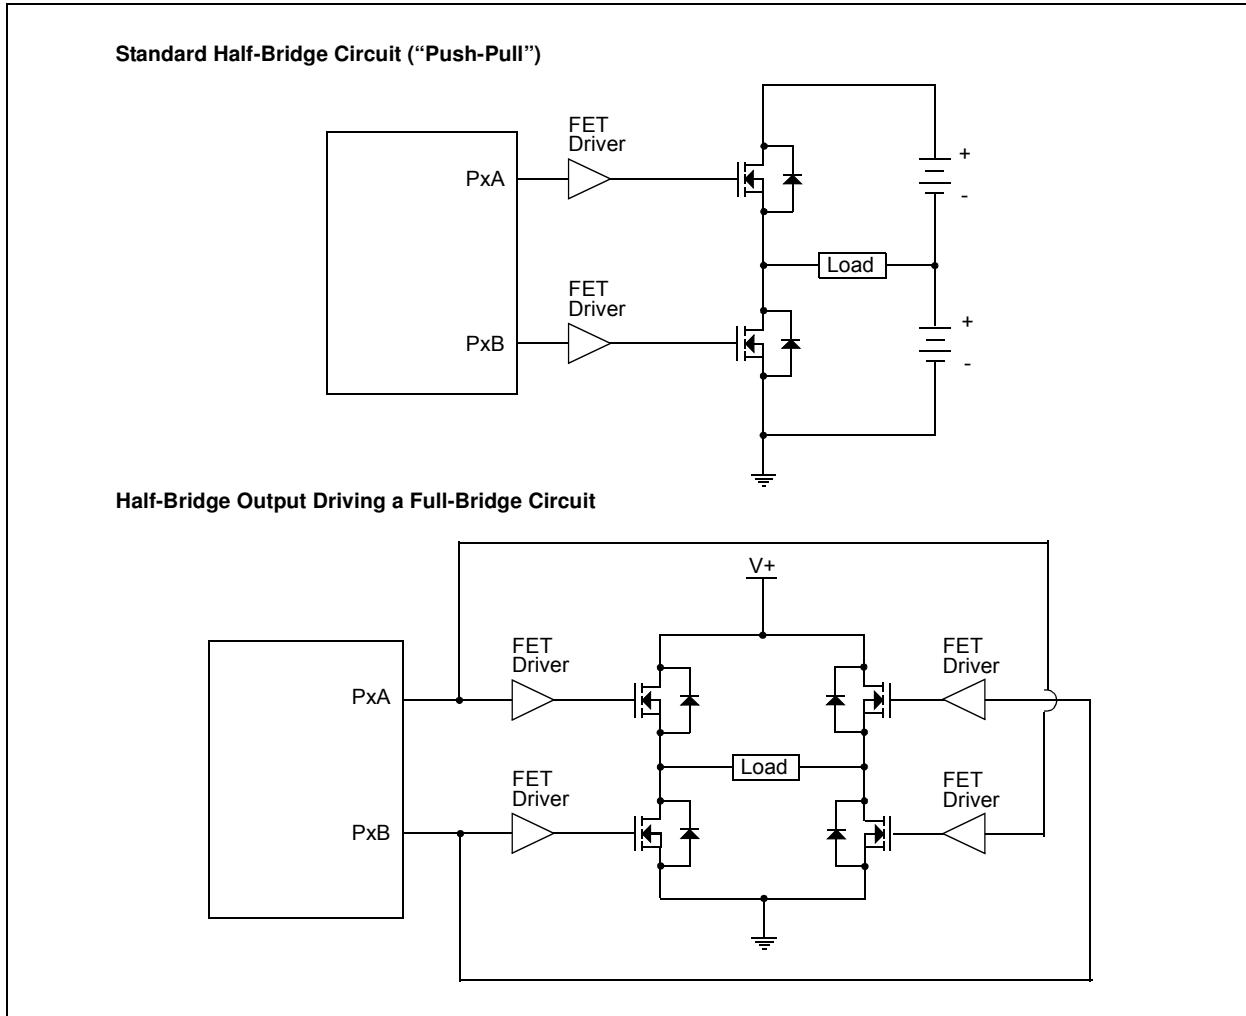 Standard Half-Bridge Circuit (“Push-Pull”)
FET
Driver
PxA
+
-
Load
FET
Driver
PxB
+
-
Half-Bridge Output Driving a Full-Bridge Circuit
V+
FET
Driver
FET
Driver
PxA
Load
FET
Driver
FET
Driver
PxB